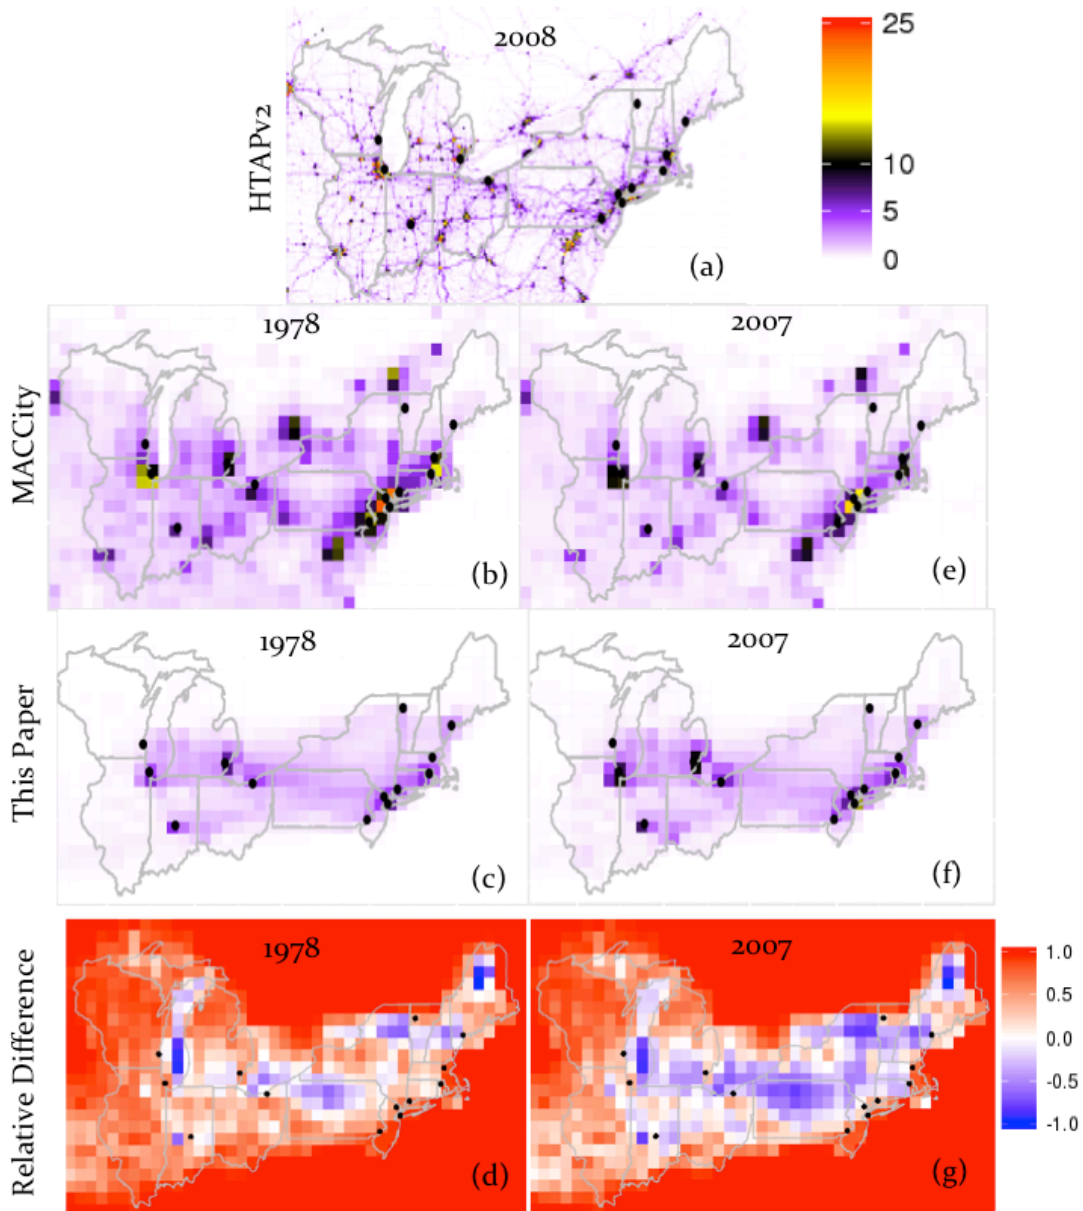 2008
25
10
5
0
HTAPv2
(a)
1978
2007
MACCity
(b)
(e)
1978
2007
This Paper
(c)
(f)
1978
2007
1.0
0.5
0.0
-0.5
-1.0
Relative Difference
(d)
(g)